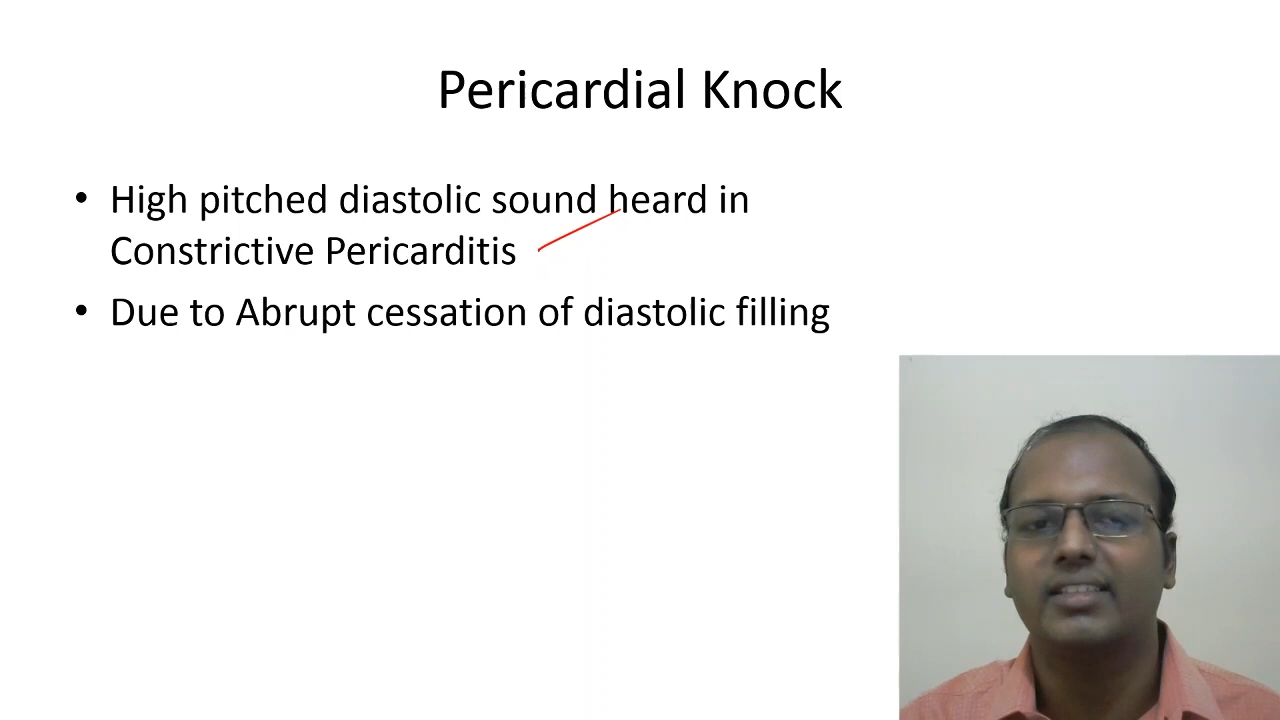 Pericardial Knock
• High pitched diastolic sound heard in
Constrictive Pericarditis
• Due to Abrupt cessation of diastolic filling